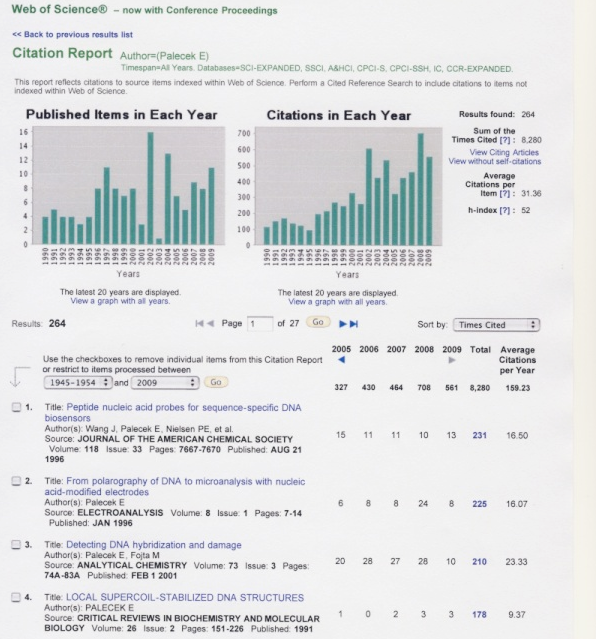 Web of Science® – now with Conference Proceedings
<< Back to previous results list
Citation Report Author=(Palecek E)
Timespan=All Years. Databases=SCI-EXPANDED, SSCI, A&HCI, CPCI-S, CPCI-SSH, IC, CCR-EXPANDED.
This report reflects citations to source items indexed within Web of Science. Perform a Cited Reference Search to include citations to items not
indexed within Web of Science.
Published Items in Each Year
16
14
12
10
8
6
4
2
0
1990 1991 1992 1993 1994 1995 1996 1997 1998 1999 2000 2001 2002 2003 2004 2005 2006 2007 2008 2009
Years
The latest 20 years are displayed.
View a graph with all years.
Citations in Each Year
700
600
500
400
300
200
100
0
1990 1991 1992 1993 1994 1995 1996 1997 1998 1999 2000 2001 2002 2003 2004 2005 2006 2007 2008 2009
Years
The latest 20 years are displayed.
View a graph with all years.
Results found: 264
Sum of the
Times Cited [?] : 8,280
View Citing Articles
View without self-citations
Average
Citations per
Item [?] : 31.36
h-index [?] : 52
Results: 264 Page 1 of 27 Go Sort by: Times Cited
2005 2006 2007 2008 2009 Total Average
Citations
per Year
Use the checkboxes to remove individual items from this Citation Report
or restrict to items processed between
1945-1954 and 2009 Go
327 430 464 708 561 8,280 159.23
1. Title: Peptide nucleic acid probes for sequence-specific DNA
biosensors
Author(s): Wang J, Palecek E, Nielsen PE, et al.
Source: JOURNAL OF THE AMERICAN CHEMICAL SOCIETY
Volume: 118 Issue: 33 Pages: 7667-7670 Published: AUG 21
1996
15 11 11 10 13 231 16.50
2. Title: From polarography of DNA to microanalysis with nucleic
acid-modified electrodes
Author(s): Palecek E
Source: ELECTROANALYSIS Volume: 8 Issue: 1 Pages: 7-14
Published: JAN 1996
6 8 8 24 8 225 16.07
3. Title: Detecting DNA hybridization and damage
Author(s): Palecek E, Fojta M
Source: ANALYTICAL CHEMISTRY Volume: 73 Issue: 3 Pages:
74A-83A Published: FEB 1 2001
20 28 27 28 10 210 23.33
4. Title: LOCAL SUPERCOIL-STABILIZED DNA STRUCTURES
Author(s): PALECEK E
Source: CRITICAL REVIEWS IN BIOCHEMISTRY AND MOLECULAR
BIOLOGY Volume: 26 Issue: 2 Pages: 151-226 Published: 1991
1 0 2 3 3 178 9.37